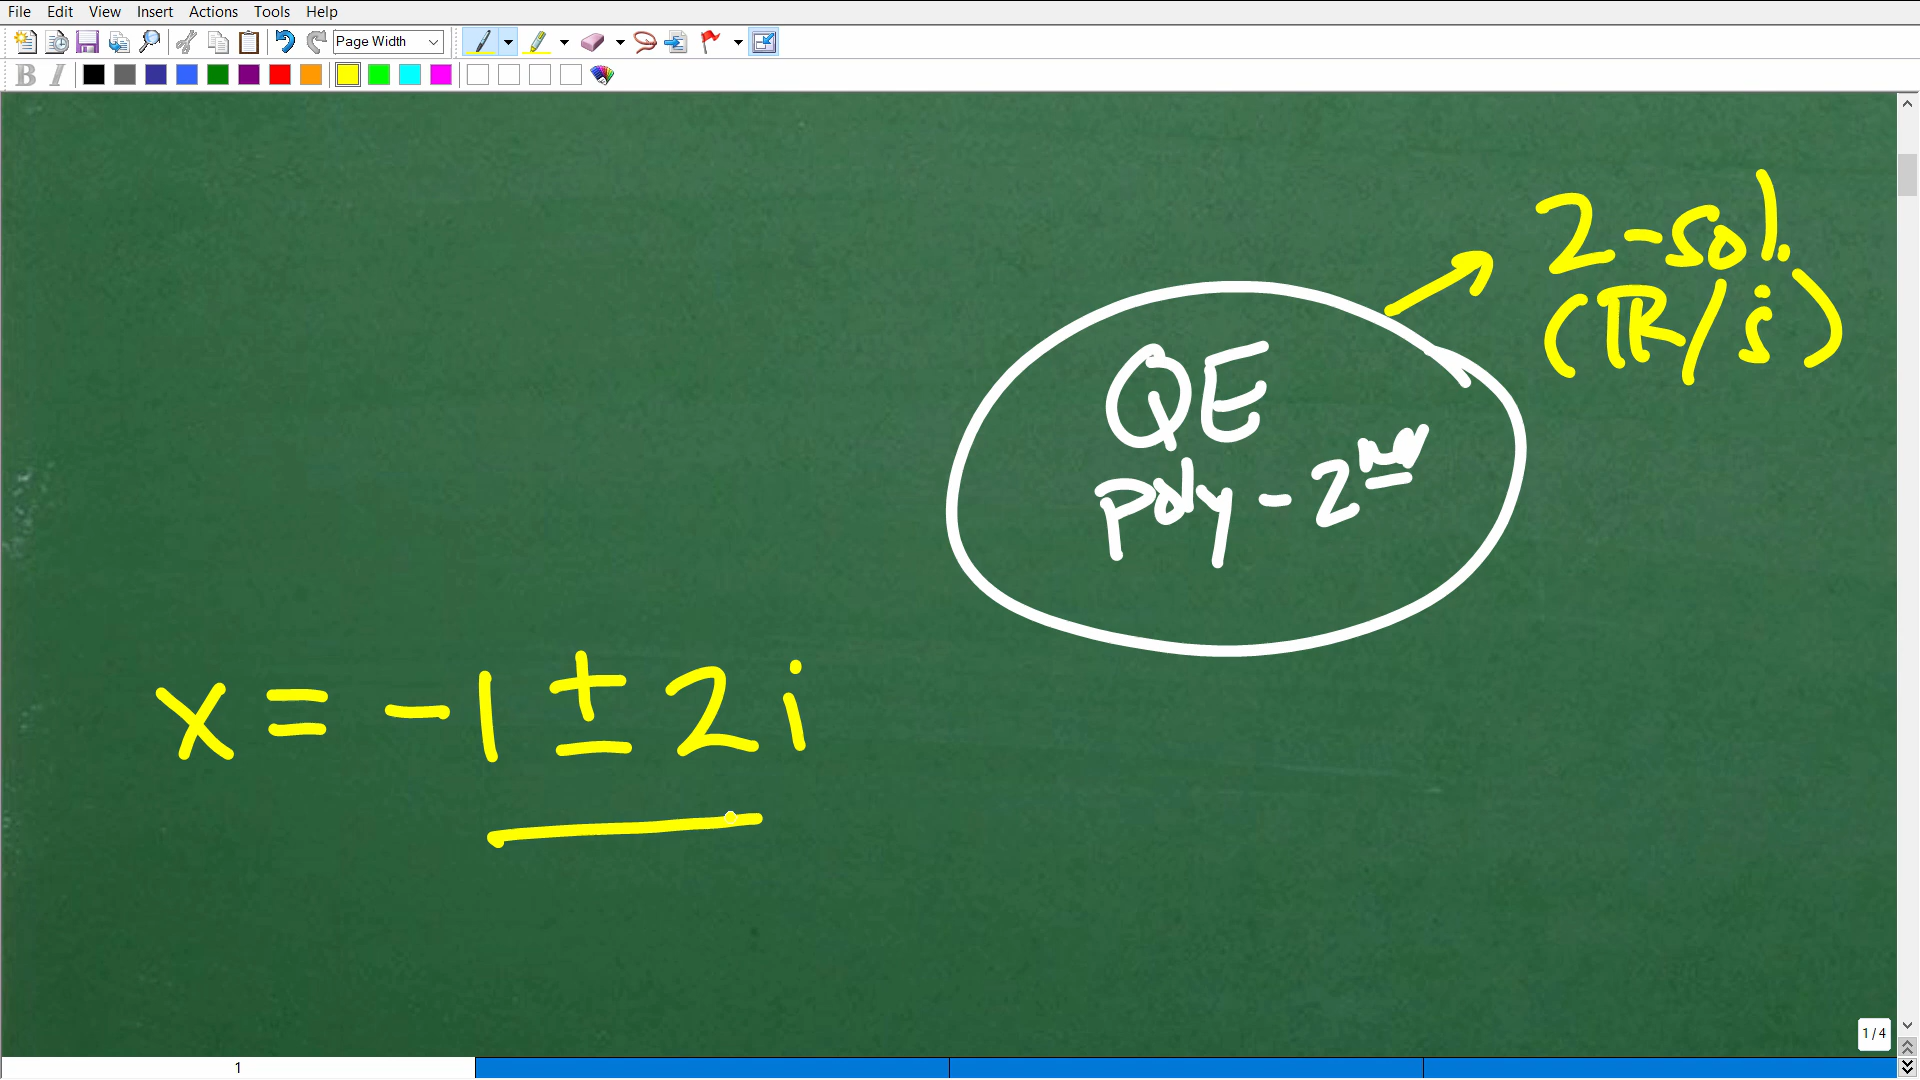 File Edit View Insert Actions Tools Help
Page Width
B I
2-sol.
(R/i)
QE
poly - 2nd
x = -1 ± 2i
1 / 4
1